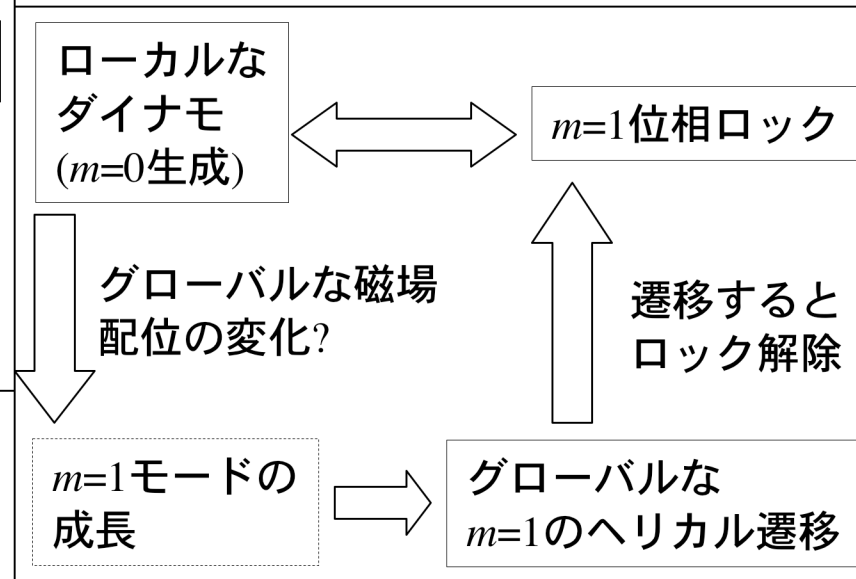 ローカルな
ダイナモ
(m=0生成)
m=1位相ロック
グローバルな磁場
配位の変化?
遷移すると
ロック解除
m=1モードの
成長
グローバルな
m=1のヘリカル遷移